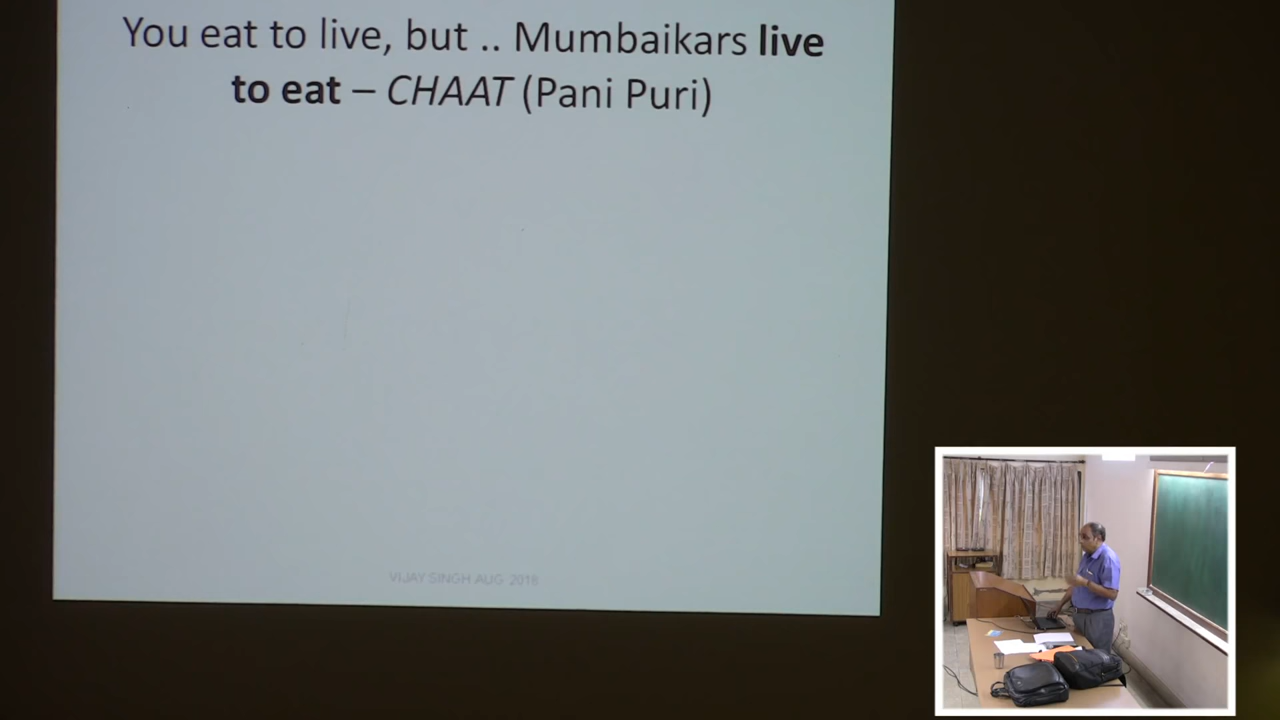 You eat to live, but .. Mumbaikars live
to eat – CHAAT (Pani Puri)
VIJAY SINGH AUG 2018